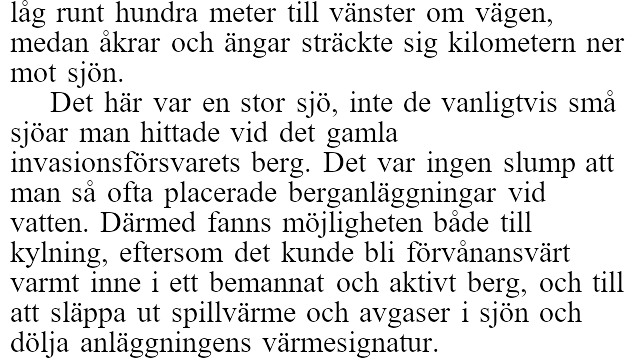 låg runt hundra meter till vänster om vägen,
medan åkrar och ängar sträckte sig kilometern ner
mot sjön.
Det här var en stor sjö, inte de vanligtvis små
sjöar man hittade vid det gamla
invasionsförsvarets berg. Det var ingen slump att
man så ofta placerade berganläggningar vid
vatten. Därmed fanns möjligheten både till
kylning, eftersom det kunde bli förvånansvärt
varmt inne i ett bemannat och aktivt berg, och till
att släppa ut spillvärme och avgaser i sjön och
dölja anläggningens värmesignatur.